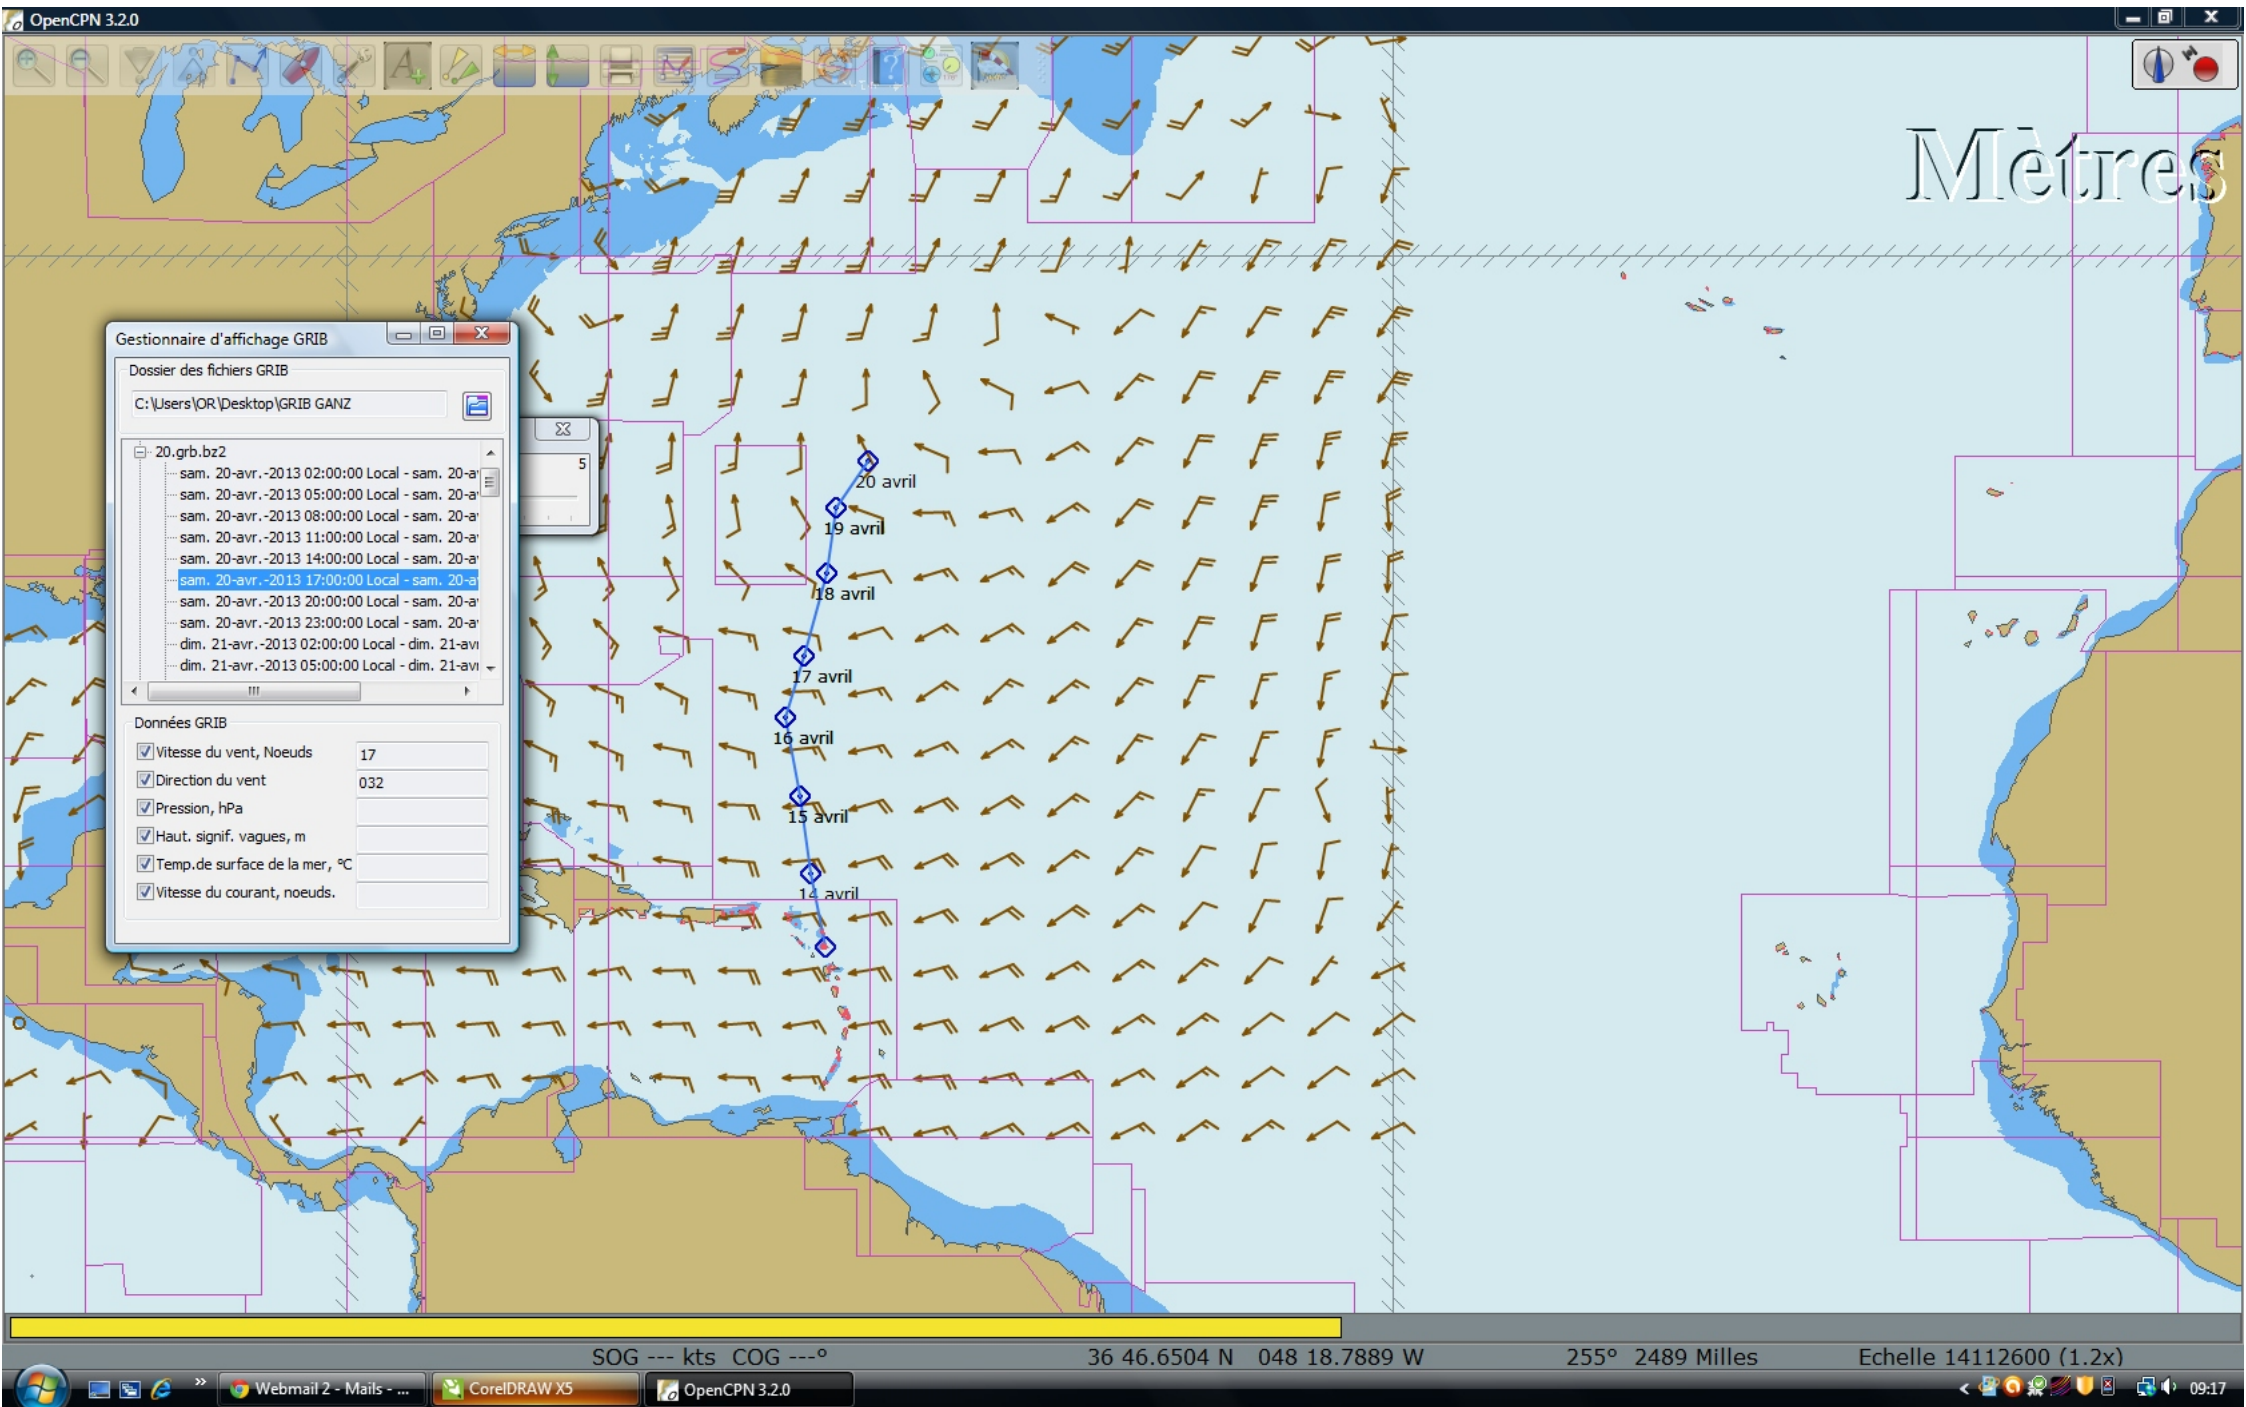 OpenCPN 3.2.0
Mètres
Gestionnaire d'affichage GRIB
Dossier des fichiers GRIB
C:\Users\OR\Desktop\GRIB GANZ
20.grb.bz2
sam. 20-avr.-2013 02:00:00 Local - sam. 20-a
sam. 20-avr.-2013 05:00:00 Local - sam. 20-a
sam. 20-avr.-2013 08:00:00 Local - sam. 20-a
sam. 20-avr.-2013 11:00:00 Local - sam. 20-a
sam. 20-avr.-2013 14:00:00 Local - sam. 20-a
sam. 20-avr.-2013 17:00:00 Local - sam. 20-a
sam. 20-avr.-2013 20:00:00 Local - sam. 20-a
sam. 20-avr.-2013 23:00:00 Local - sam. 20-a
dim. 21-avr.-2013 02:00:00 Local - dim. 21-avr
dim. 21-avr.-2013 05:00:00 Local - dim. 21-avr
Données GRIB
Vitesse du vent, Noeuds 17
Direction du vent 032
Pression, hPa
Haut. signif. vagues, m
Temp.de surface de la mer, °C
Vitesse du courant, noeuds.
5
20 avril
19 avril
18 avril
17 avril
16 avril
15 avril
14 avril
SOG --- kts COG ---° 36 46.6504 N 048 18.7889 W 255° 2489 Milles Echelle 14112600 (1.2x)
Webmail 2 - Mails - ... CorelDRAW X5 OpenCPN 3.2.0 09:17